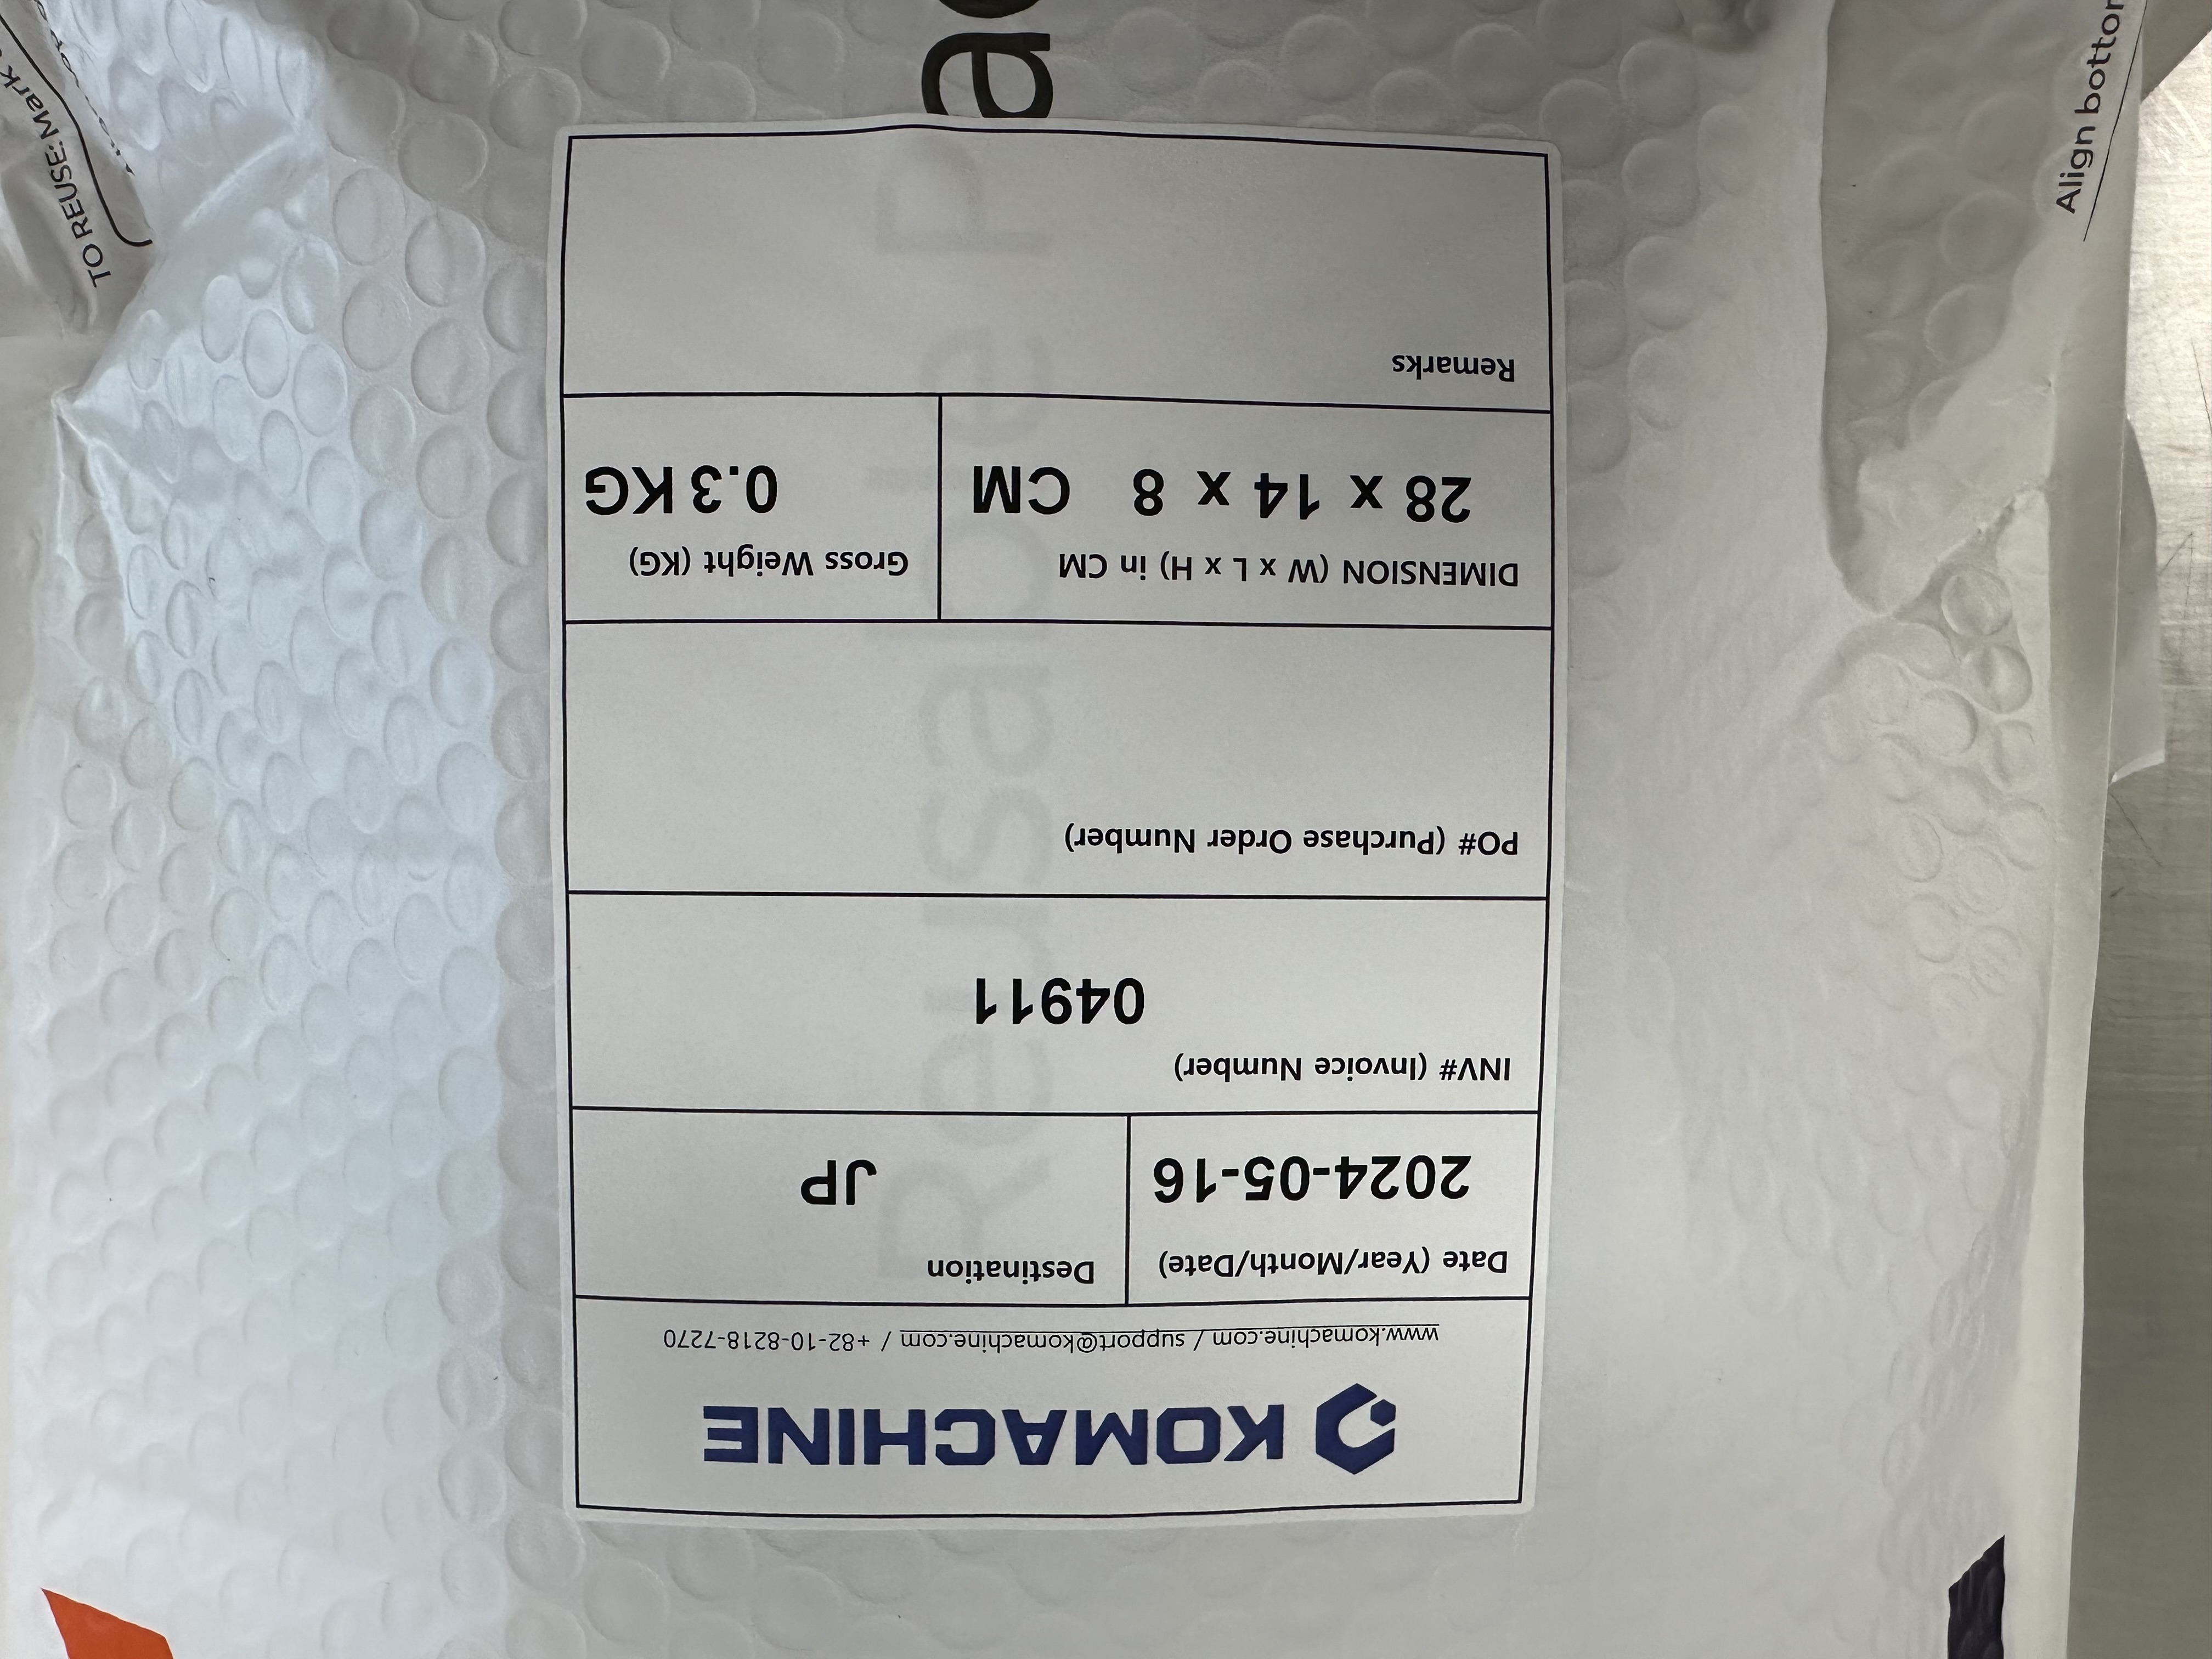 KOMACHINE
www.komachine.com / support@komachine.com / +82-10-8218-7270
Date (Year/Month/Date)
2024-05-16
Destination
JP
INV# (Invoice Number)
04911
PO# (Purchase Order Number)
DIMENSION (W x L x H) in CM
28 x 14 x 8 CM
Gross Weight (KG)
0.3 KG
Remarks
Reusable
TO REUSE: Mark
Align